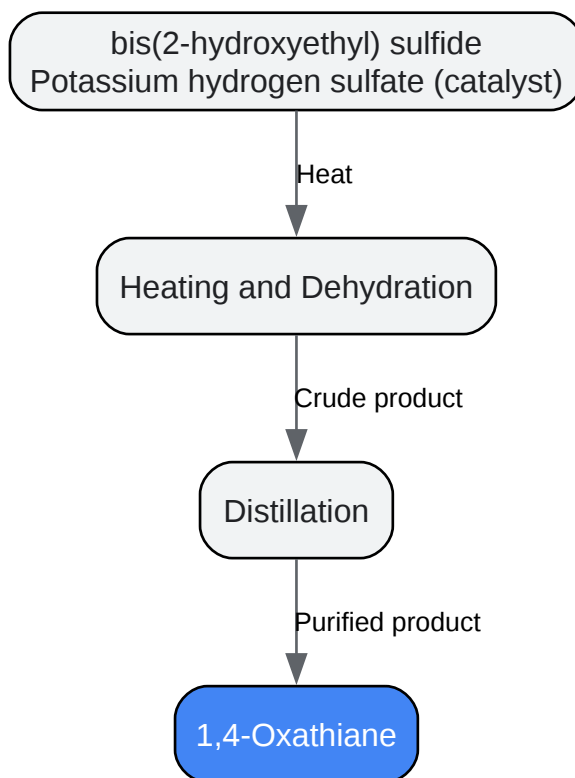 bis(2-hydroxyethyl) sulfide
Potassium hydrogen sulfate (catalyst)
Heat
Heating and Dehydration
Crude product
Distillation
Purified product
1,4-Oxathiane